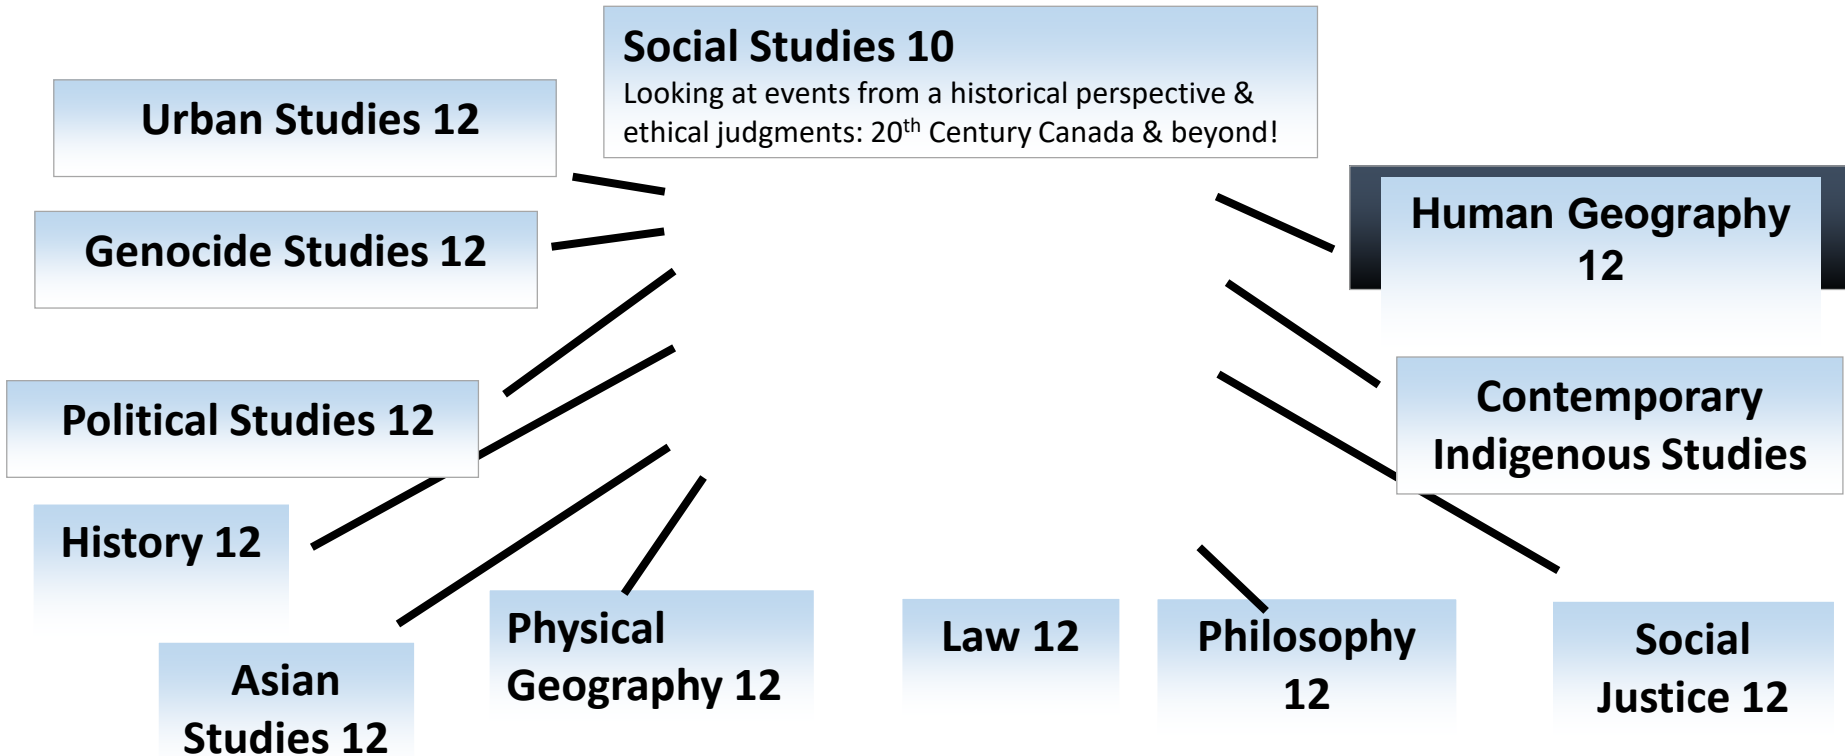 Social Studies 10
Looking at events from a historical perspective &
ethical judgments: 20th Century Canada & beyond!
Urban Studies 12
Genocide Studies 12
Political Studies 12
History 12
Asian
Studies 12
Physical
Geography 12
Law 12
Philosophy
12
Social
Justice 12
Contemporary
Indigenous Studies
Human Geography
12